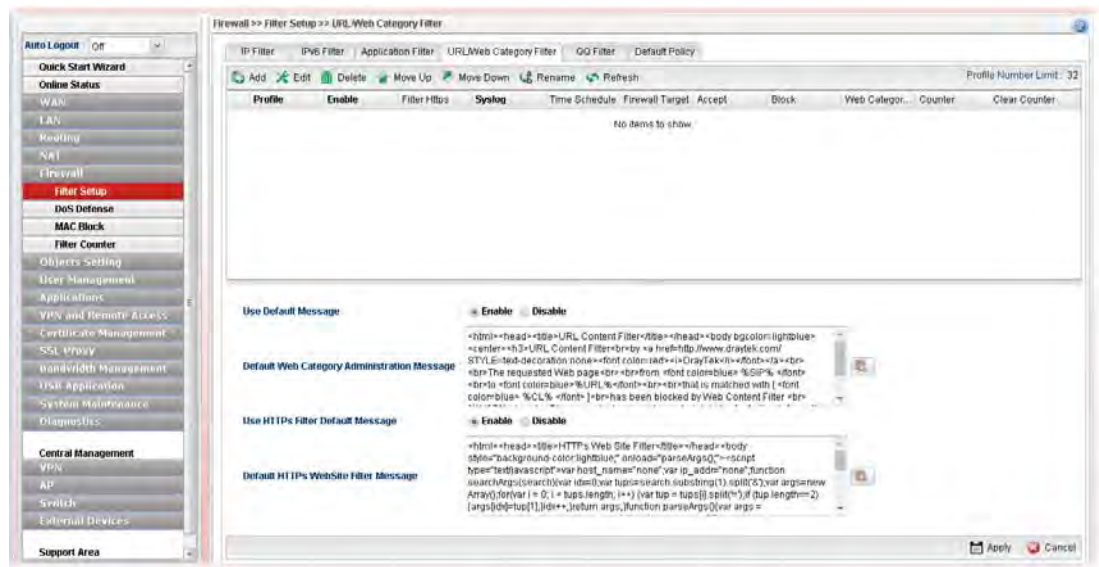 Firewall >> Filter Setup >> URL/Web Category Filter
Auto Logout Off
Quick Start Wizard
Online Status
WAN
LAN
Routing
NAT
Firewall
Filter Setup
DoS Defense
MAC Block
Filter Counter
Objects Setting
User Management
Applications
VPN and Remote Access
Certificate Management
SSL Proxy
Bandwidth Management
USB Application
System Maintenance
Diagnostics
Central Management
VPN
AP
Switch
External Devices
Support Area
IP Filter IPv6 Filter Application Filter URL/Web Category Filter QQ Filter Default Policy
Add Edit Delete Move Up Move Down Rename Refresh Profile Number Limit : 32
Profile Enable Filter Https Syslog Time Schedule Firewall Target Accept Block Web Categor... Counter Clear Counter
No items to show.
Use Default Message Enable Disable
Default Web Category Administration Message
<html><head><title>URL Content Filter</title></head><body bgcolor=lightblue>
<center><h3>URL Content Filter<br>by <a href=http://www.draytek.com/
STYLE=text-decoration:none><font color=red><i>DrayTek</i></font></a><br>
<br>The requested Web page<br><br>from <font color=blue> %SIP% </font>
<br>to <font color=blue> %URL% </font><br><br>that is matched with [ <font
color=blue> %CL% </font> ]<br>has been blocked by Web Content Filter <br>
Use HTTPs Filter Default Message Enable Disable
Default HTTPs WebSite Filter Message
<html><head><title>HTTPs Web Site Filter</title></head><body
style="background-color:lightblue;" onload="parseArgs();"><script
type="text/javascript">var host_name="none";var ip_addr="none";function
searchArgs(search){var idx=0;var tups=search.substring(1).split('&');var args=new
Array();for(var i = 0; i < tups.length; i++) {var tup = tups[i].split('=');if (tup.length==2)
{args[idx]=tup[1];}idx++;}return args;}function parseArgs(){var args =
Apply Cancel